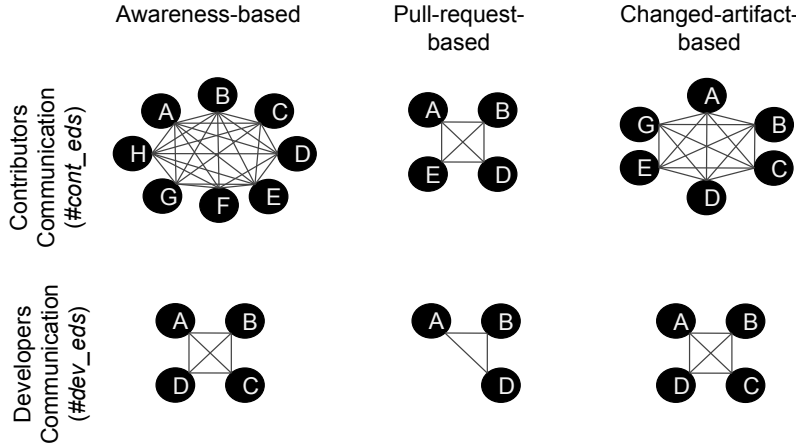 Awareness-based
Pull-request-
based
Changed-artifact-
based
Contributors
Communication
(#cont_eds)
A
B
C
H
D
G
F
E
A
B
E
D
A
G
B
E
C
D
Developers
Communication
(#dev_eds)
A
B
D
C
A
B
D
A
B
D
C